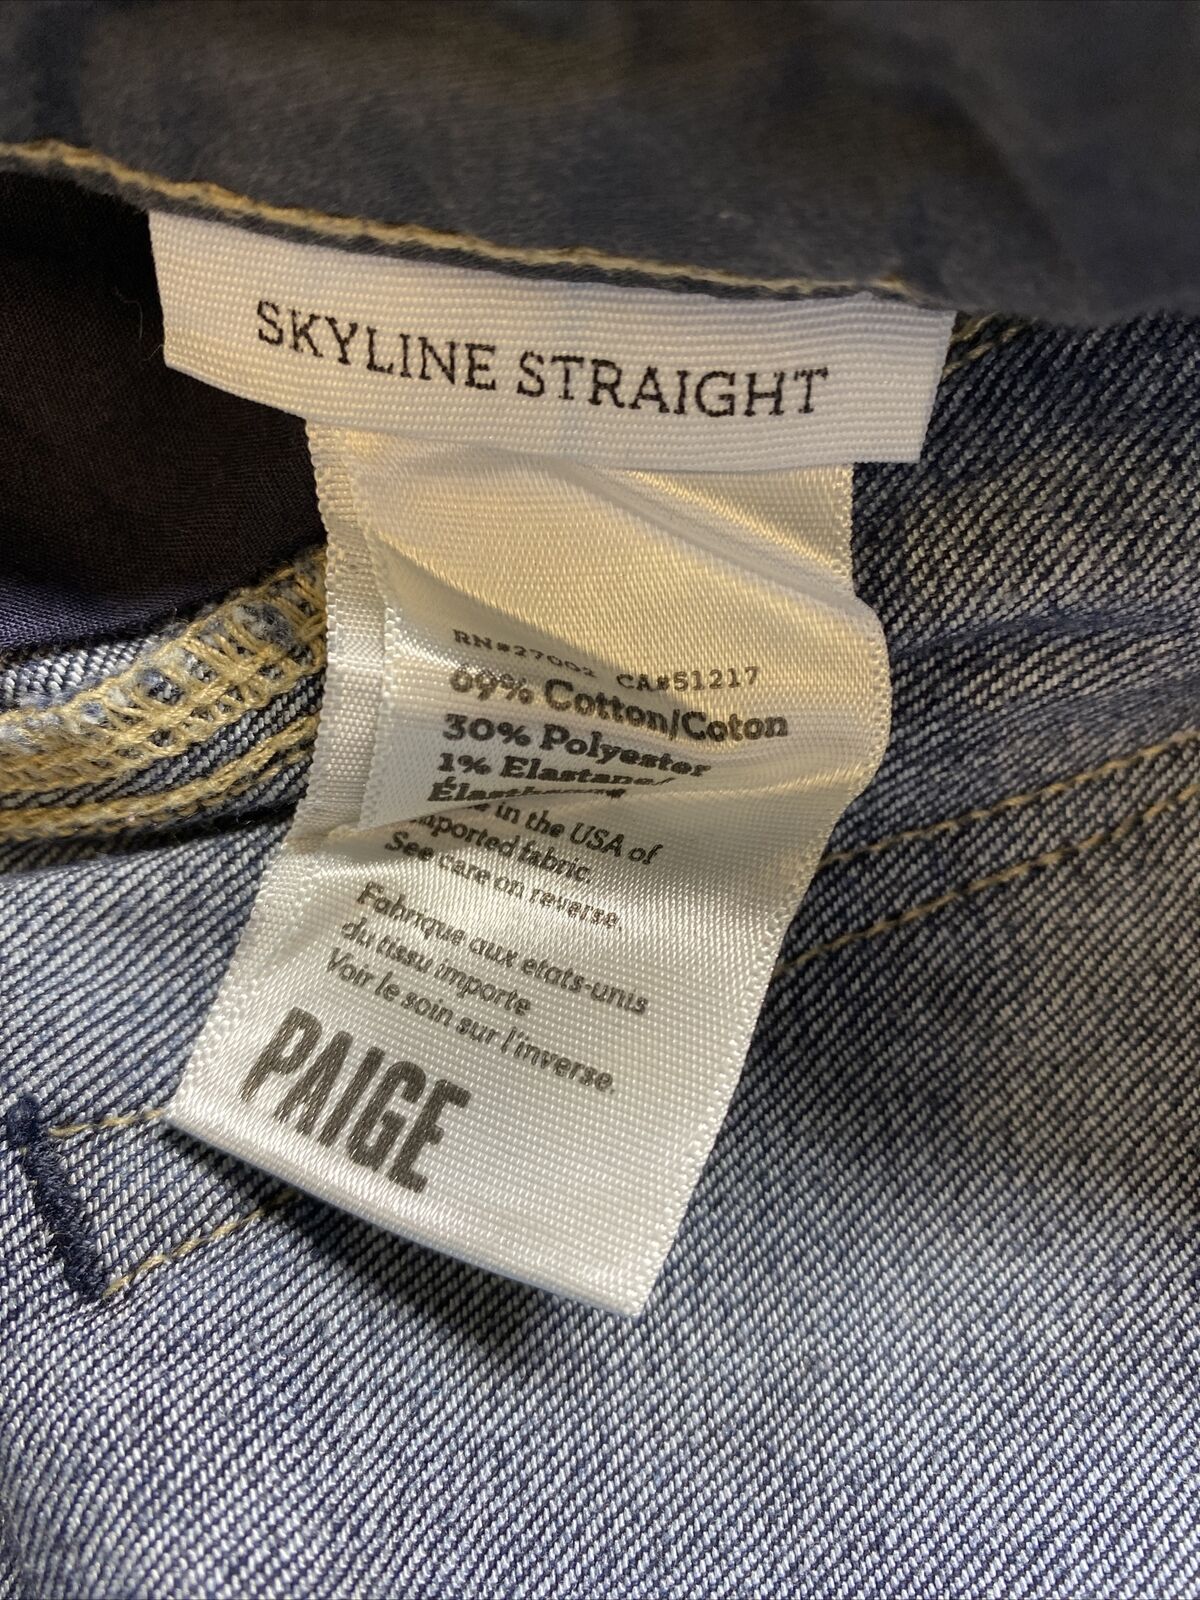 SKYLINE STRAIGHT
RN#27002 CA#51217
69% Cotton/Coton
30% Polyester
1% Elastane/
in the USA of
imported fabric.
See care on reverse.
Fabrique aux etats-unis
du tissu importe
Voir le soin sur l'inverse.
PAIGE